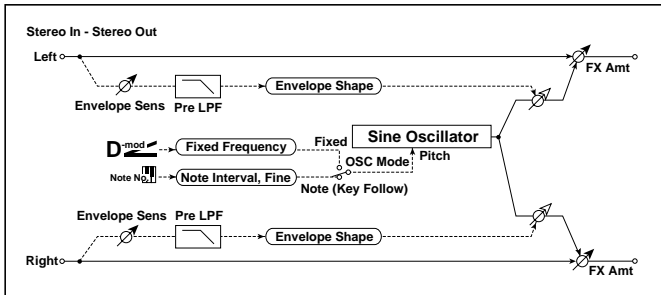 Stereo In - Stereo Out
Left
FX Amt
Envelope Sens
Pre LPF
Envelope Shape
D-mod
Fixed Frequency
Fixed
Sine Oscillator
OSC Mode
Pitch
Note No.
Note Interval, Fine
Note (Key Follow)
Envelope Sens
Pre LPF
Envelope Shape
Right
FX Amt